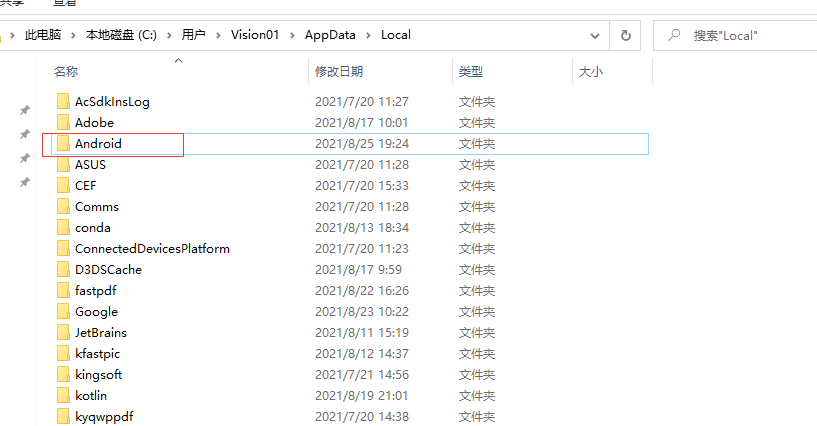 共享 查看
此电脑 本地磁盘 (C:) 用户 Vision01 AppData Local 搜索"Local"
名称 修改日期 类型 大小
AcSdkInsLog 2021/7/20 11:27 文件夹
Adobe 2021/8/17 10:01 文件夹
Android 2021/8/25 19:24 文件夹
ASUS 2021/7/20 11:28 文件夹
CEF 2021/7/20 15:33 文件夹
Comms 2021/7/20 11:28 文件夹
conda 2021/8/13 18:34 文件夹
ConnectedDevicesPlatform 2021/7/20 11:23 文件夹
D3DSCache 2021/8/17 9:59 文件夹
fastpdf 2021/8/22 16:26 文件夹
Google 2021/8/23 10:22 文件夹
JetBrains 2021/8/11 15:19 文件夹
kfastpic 2021/8/12 14:37 文件夹
kingsoft 2021/7/21 14:56 文件夹
kotlin 2021/8/19 21:01 文件夹
kyqwppdf 2021/7/20 14:38 文件夹